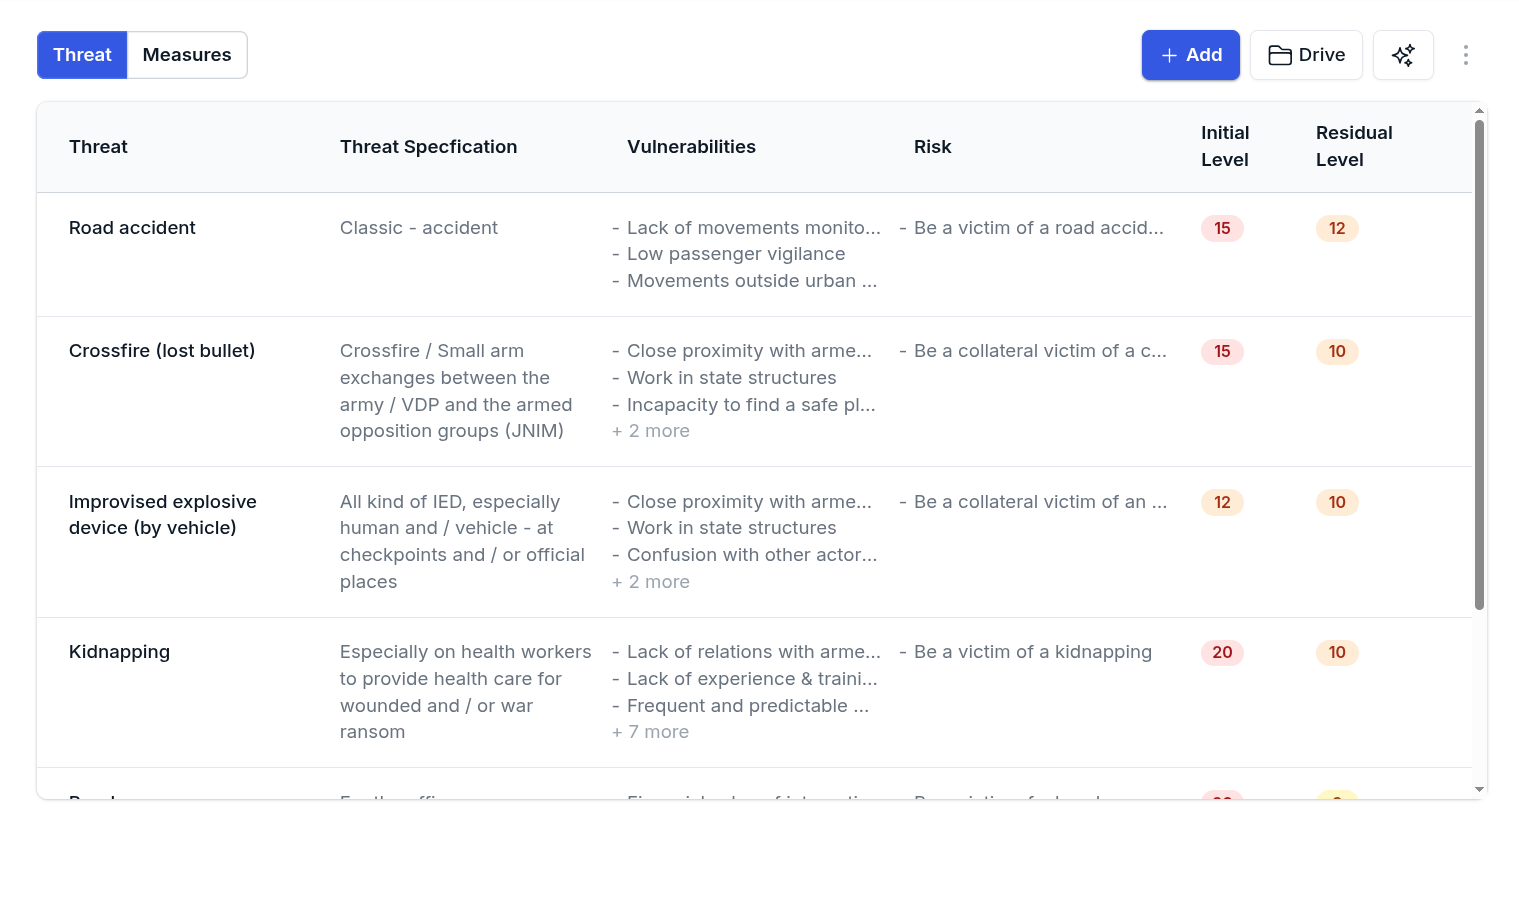 Threat Measures + Add Drive
Threat Threat Specfication Vulnerabilities Risk Initial Level Residual Level
Road accident
Classic - accident
- Lack of movements monito...
- Low passenger vigilance
- Movements outside urban ...
- Be a victim of a road accid...
15
12
Crossfire (lost bullet)
Crossfire / Small arm
exchanges between the
army / VDP and the armed
opposition groups (JNIM)
- Close proximity with arme...
- Work in state structures
- Incapacity to find a safe pl...
+ 2 more
- Be a collateral victim of a c...
15
10
Improvised explosive
device (by vehicle)
All kind of IED, especially
human and / vehicle - at
checkpoints and / or official
places
- Close proximity with arme...
- Work in state structures
- Confusion with other actor...
+ 2 more
- Be a collateral victim of an ...
12
10
Kidnapping
Especially on health workers
to provide health care for
wounded and / or war
ransom
- Lack of relations with arme...
- Lack of experience & traini...
- Frequent and predictable ...
+ 7 more
- Be a victim of a kidnapping
20
10